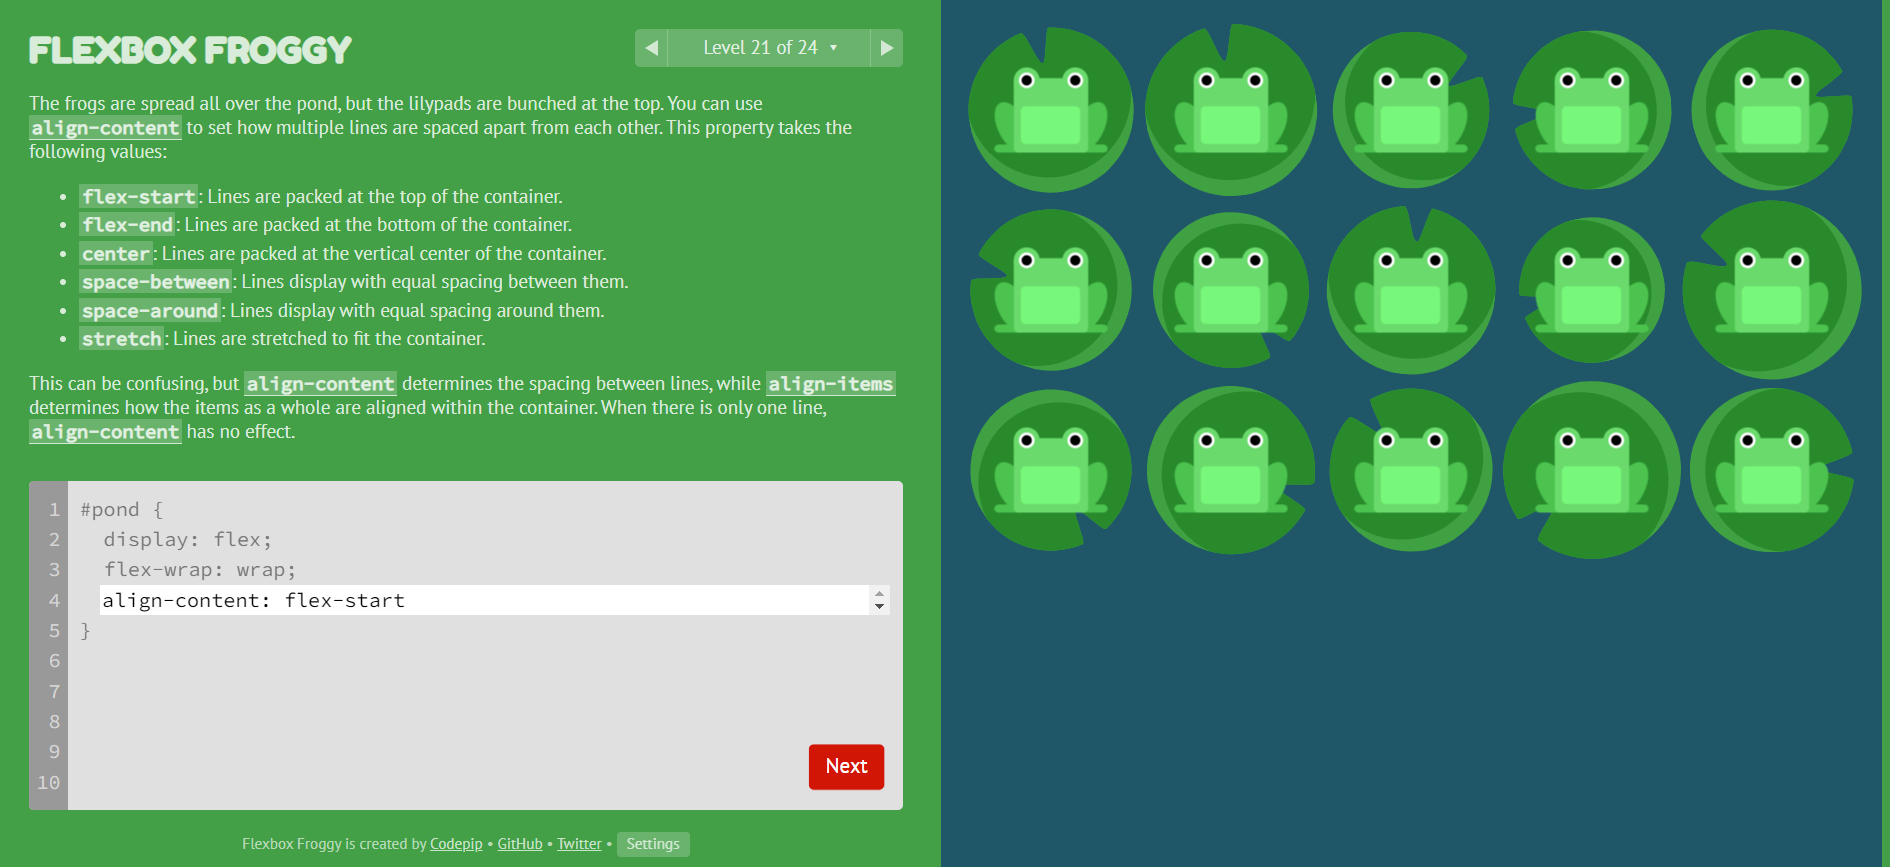 FLEXBOX FROGGY
◀ Level 21 of 24 ▼ ▶
The frogs are spread all over the pond, but the lilypads are bunched at the top. You can use
align-content to set how multiple lines are spaced apart from each other. This property takes the
following values:
• flex-start: Lines are packed at the top of the container.
• flex-end: Lines are packed at the bottom of the container.
• center: Lines are packed at the vertical center of the container.
• space-between: Lines display with equal spacing between them.
• space-around: Lines display with equal spacing around them.
• stretch: Lines are stretched to fit the container.
This can be confusing, but align-content determines the spacing between lines, while align-items
determines how the items as a whole are aligned within the container. When there is only one line,
align-content has no effect.
1 #pond {
2 display: flex;
3 flex-wrap: wrap;
4 align-content: flex-start
5 }
6
7
8
9
10
Next
Flexbox Froggy is created by Codepip • GitHub • Twitter • Settings